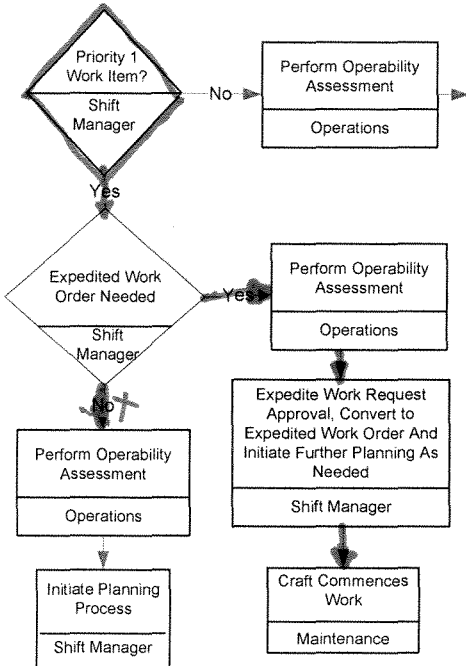 Priority 1
Work Item?
Shift
Manager
No
Perform Operability
Assessment
Operations
Yes
Expedited Work
Order Needed
Shift
Manager
Yes
Perform Operability
Assessment
Operations
No
Expedite Work Request
Approval, Convert to
Expedited Work Order And
Initiate Further Planning As
Needed
Shift Manager
Perform Operability
Assessment
Operations
Initiate Planning
Process
Shift Manager
Craft Commences
Work
Maintenance